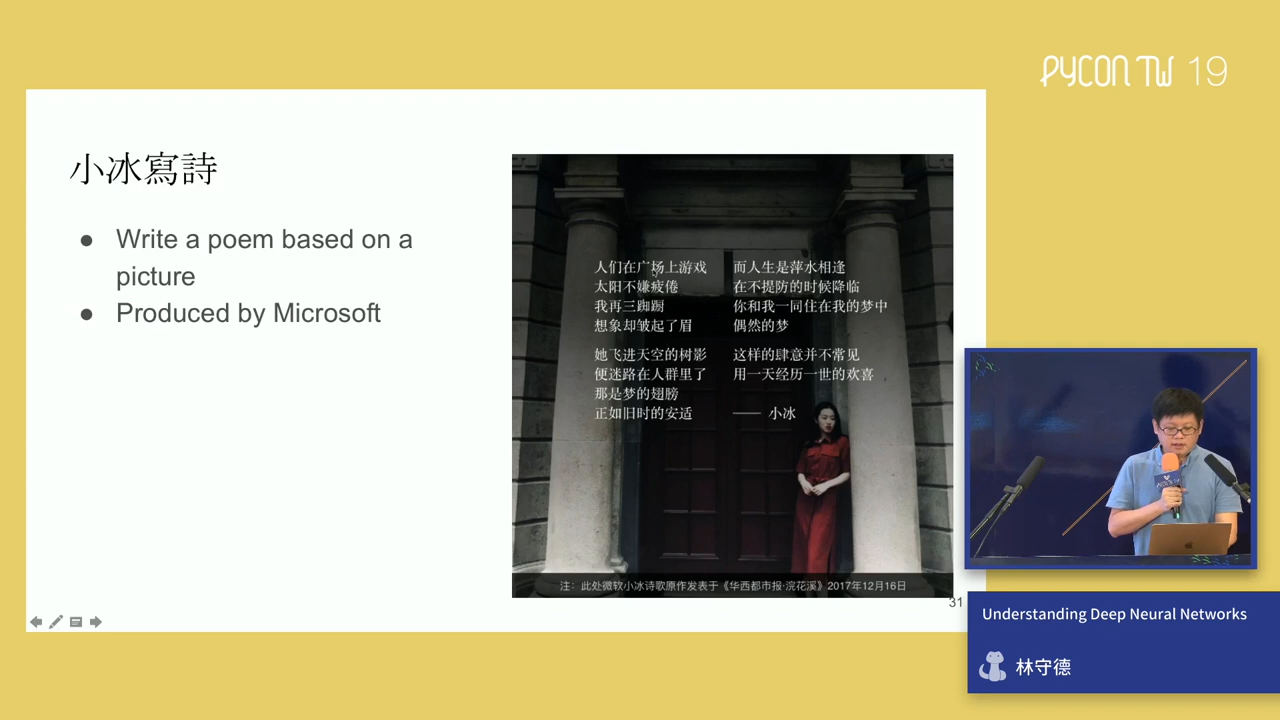 PYCON TW 19
小冰寫詩
● Write a poem based on a
picture
● Produced by Microsoft
人们在广场上游戏
太阳不嫌疲倦
我再三踟蹰
想象却皱起了眉
她飞进天空的树影
便迷路在人群里了
那是梦的翅膀
正如旧时的安适
而人生是萍水相逢
在不提防的时候降临
你和我一同住在我的梦中
偶然的梦
这样的肆意并不常见
用一天经历一世的欢喜
—— 小冰
注：此处微软小冰诗歌原作发表于《华西都市报·浣花溪》2017年12月16日
31
Understanding Deep Neural Networks
林守德